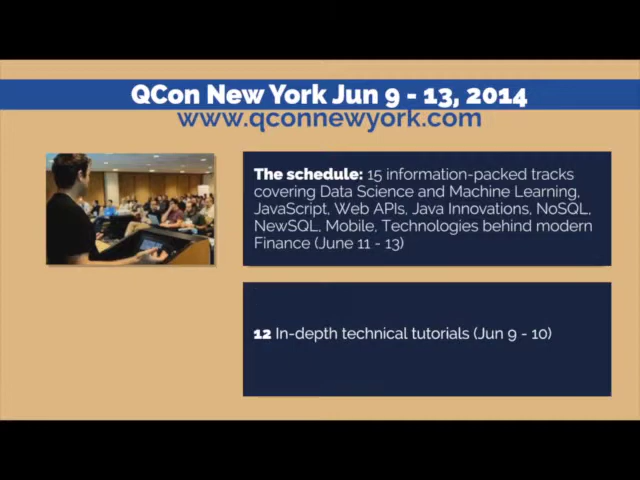 QCon New York Jun 9 - 13, 2014
www.qconnewyork.com
The schedule: 15 information-packed tracks
covering Data Science and Machine Learning,
JavaScript, Web APIs, Java Innovations, NoSQL,
NewSQL, Mobile, Technologies behind modern
Finance (June 11 - 13)
12 In-depth technical tutorials (Jun 9 - 10)